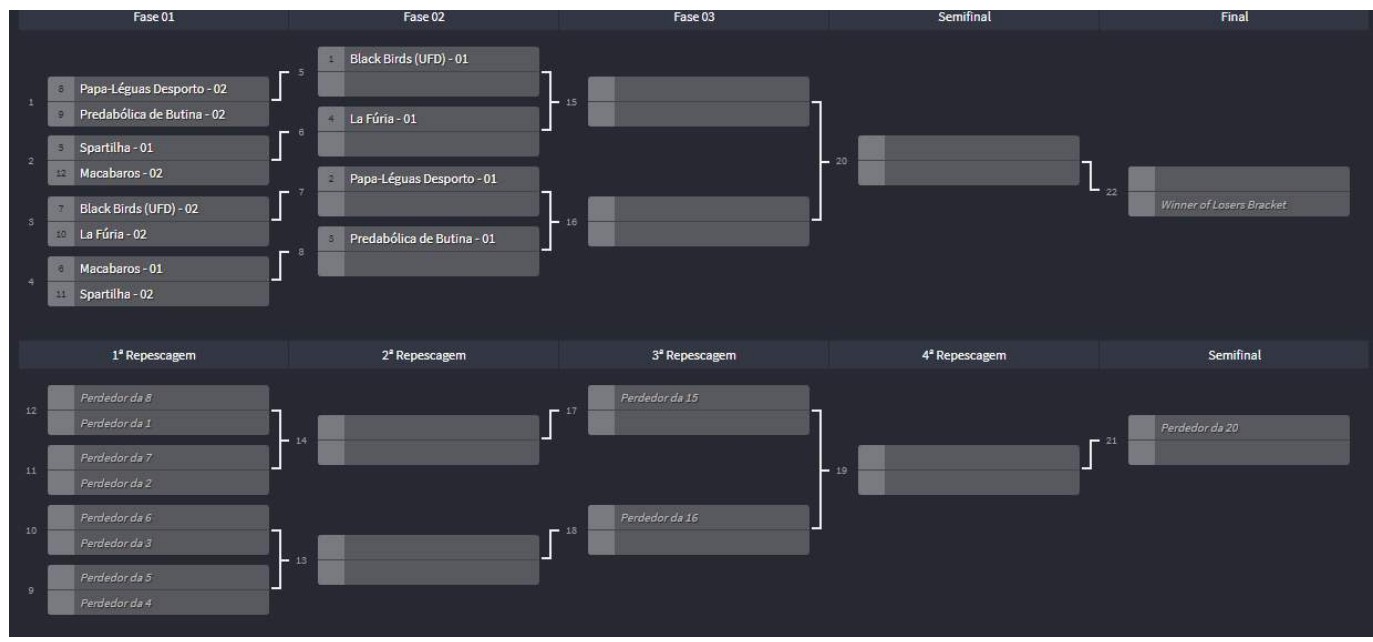 Fase 01
Fase 02
Fase 03
Semifinal
Final
1
8 Papa-Léguas Desporto - 02
9 Predabólica de Butina - 02
2
5 Spartilha - 01
12 Macabaros - 02
3
7 Black Birds (UFD) - 02
10 La Fúria - 02
4
6 Macabaros - 01
11 Spartilha - 02
5
1 Black Birds (UFD) - 01
6
4 La Fúria - 01
7
2 Papa-Léguas Desporto - 01
8
3 Predabólica de Butina - 01
15
16
20
22
Winner of Losers Bracket
1ª Repescagem
2ª Repescagem
3ª Repescagem
4ª Repescagem
Semifinal
12
Perdedor da 8
Perdedor da 1
11
Perdedor da 7
Perdedor da 2
10
Perdedor da 6
Perdedor da 3
9
Perdedor da 5
Perdedor da 4
14
13
17
Perdedor da 15
18
Perdedor da 16
19
21
Perdedor da 20